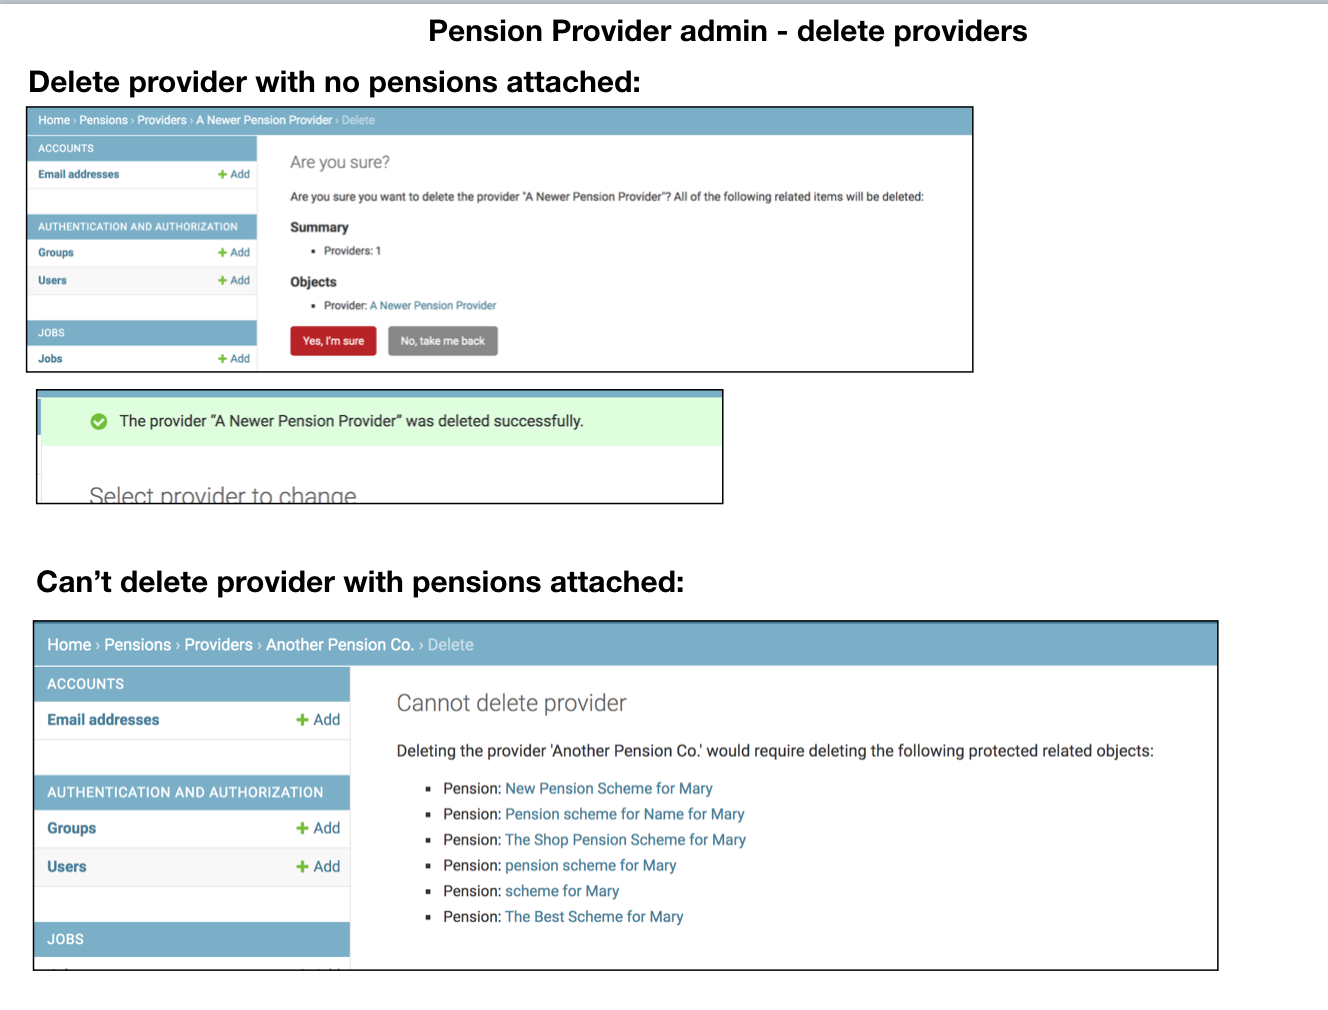 Pension Provider admin - delete providers
Delete provider with no pensions attached:
Home › Pensions › Providers › A Newer Pension Provider › Delete
ACCOUNTS
Email addresses + Add
AUTHENTICATION AND AUTHORIZATION
Groups + Add
Users + Add
JOBS
Jobs + Add
Are you sure?
Are you sure you want to delete the provider "A Newer Pension Provider"? All of the following related items will be deleted:
Summary
Providers: 1
Objects
Provider: A Newer Pension Provider
Yes, I'm sure No, take me back
The provider “A Newer Pension Provider” was deleted successfully.
Select provider to change
Can’t delete provider with pensions attached:
Home › Pensions › Providers › Another Pension Co. › Delete
ACCOUNTS
Email addresses + Add
AUTHENTICATION AND AUTHORIZATION
Groups + Add
Users + Add
JOBS
Cannot delete provider
Deleting the provider 'Another Pension Co.' would require deleting the following protected related objects:
Pension: New Pension Scheme for Mary
Pension: Pension scheme for Name for Mary
Pension: The Shop Pension Scheme for Mary
Pension: pension scheme for Mary
Pension: scheme for Mary
Pension: The Best Scheme for Mary